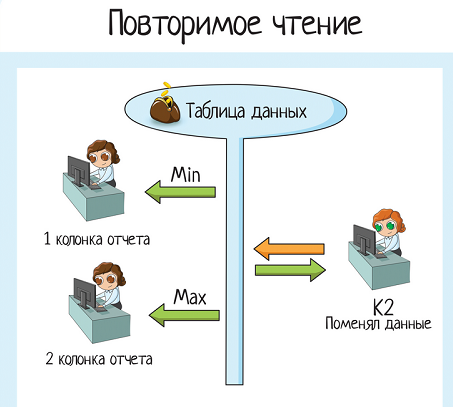 Повторимое чтение
Таблица данных
Min
1 колонка отчета
Max
2 колонка отчета
К2
Поменял данные